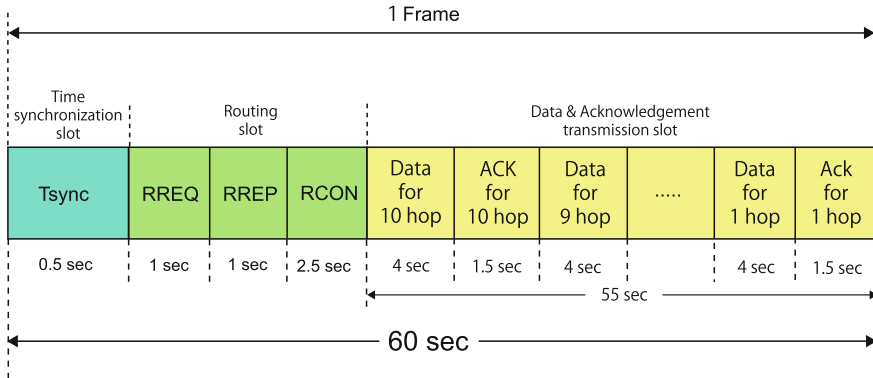 1 Frame
Time
synchronization
slot
Routing
slot
Data & Acknowledgement
transmission slot
Tsync
RREQ
RREP
RCON
Data
for
10 hop
ACK
for
10 hop
Data
for
9 hop
.....
Data
for
1 hop
Ack
for
1 hop
0.5 sec
1 sec
1 sec
2.5 sec
4 sec
1.5 sec
4 sec
4 sec
1.5 sec
55 sec
60 sec